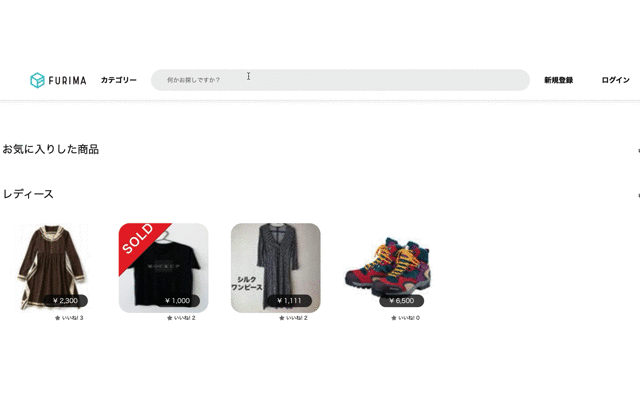 FURIMA カテゴリー 何かお探しですか？ 新規登録 ログイン
お気に入りした商品
レディース
SOLD
シルク
ワンピース
¥ 2,300 ¥ 1,000 ¥ 1,111 ¥ 6,500
★ いいね! 3 ★ いいね! 2 ★ いいね! 2 ★ いいね! 0